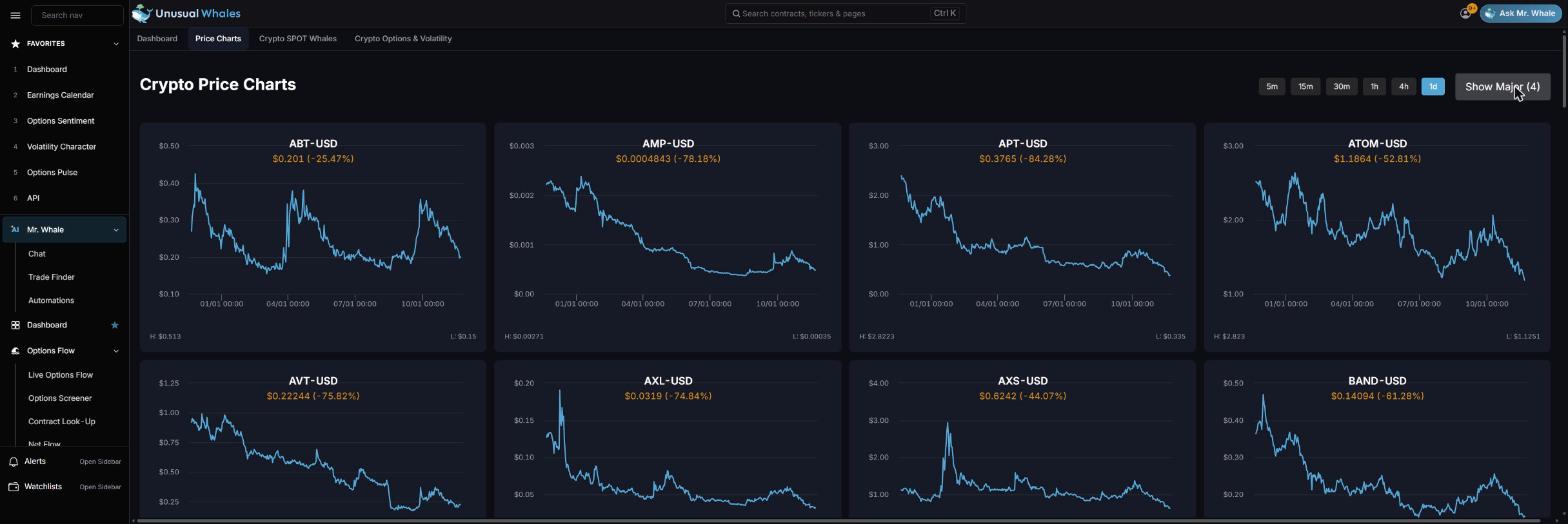 Search nav
Unusual Whales
Search contracts, tickers & pages
Ctrl K
9+
Ask Mr. Whale
FAVORITES
1 Dashboard
2 Earnings Calendar
3 Options Sentiment
4 Volatility Character
5 Options Pulse
6 API
AI Mr. Whale
Chat
Trade Finder
Automations
Dashboard
Options Flow
Live Options Flow
Options Screener
Contract Look-Up
Net Flow
Alerts Open Sidebar
Watchlists Open Sidebar
Dashboard Price Charts Crypto SPOT Whales Crypto Options & Volatility
Crypto Price Charts
5m 15m 30m 1h 4h 1d Show Major (4)
ABT-USD
$0.201 (-25.47%)
$0.50
$0.40
$0.30
$0.20
$0.10
01/01 00:00 04/01 00:00 07/01 00:00 10/01 00:00
H: $0.513 L: $0.15
AMP-USD
$0.0004843 (-78.18%)
$0.003
$0.002
$0.001
$0.00
01/01 00:00 04/01 00:00 07/01 00:00 10/01 00:00
H: $0.00271 L: $0.00035
APT-USD
$0.3765 (-84.28%)
$3.00
$2.00
$1.00
$0.00
01/01 00:00 04/01 00:00 07/01 00:00 10/01 00:00
H: $2.8223 L: $0.335
ATOM-USD
$1.1864 (-52.81%)
$3.00
$2.00
$1.00
01/01 00:00 04/01 00:00 07/01 00:00 10/01 00:00
H: $2.823 L: $1.1251
AVT-USD
$0.22244 (-75.82%)
$1.25
$1.00
$0.75
$0.50
$0.25
AXL-USD
$0.0319 (-74.84%)
$0.20
$0.15
$0.10
$0.05
AXS-USD
$0.6242 (-44.07%)
$4.00
$3.00
$2.00
$1.00
BAND-USD
$0.14094 (-61.28%)
$0.50
$0.40
$0.30
$0.20